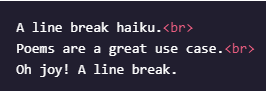 A line break haiku.<br>
Poems are a great use case.<br>
Oh joy! A line break.